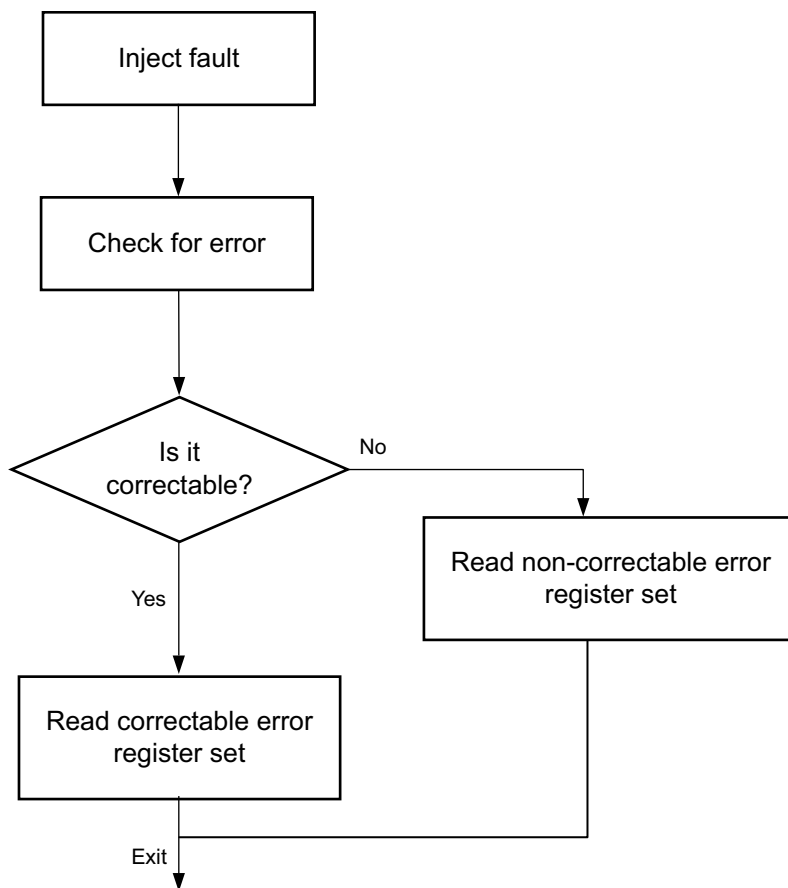 Inject fault
Check for error
Is it
correctable?
No
Read non-correctable error
register set
Yes
Read correctable error
register set
Exit